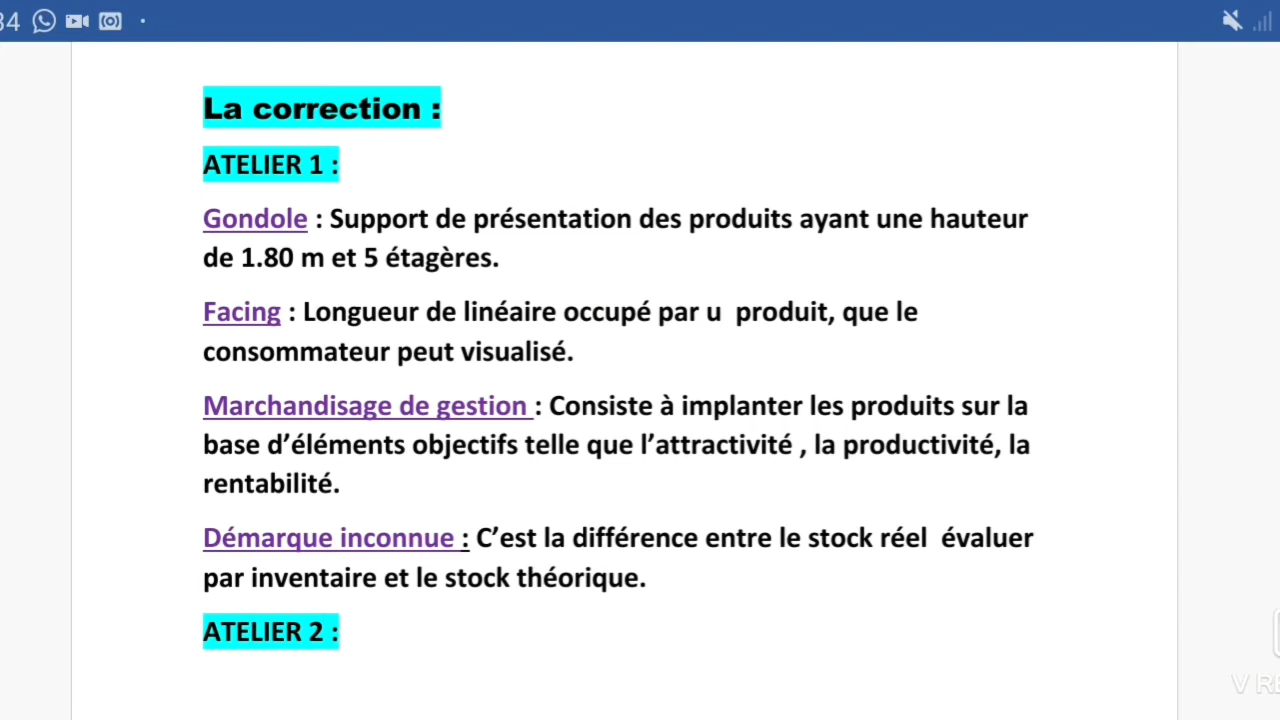 34
La correction :
ATELIER 1 :
Gondole : Support de présentation des produits ayant une hauteur
de 1.80 m et 5 étagères.
Facing : Longueur de linéaire occupé par u  produit, que le
consommateur peut visualisé.
Marchandisage de gestion : Consiste à implanter les produits sur la
base d’éléments objectifs telle que l’attractivité , la productivité, la
rentabilité.
Démarque inconnue : C’est la différence entre le stock réel  évaluer
par inventaire et le stock théorique.
ATELIER 2 :